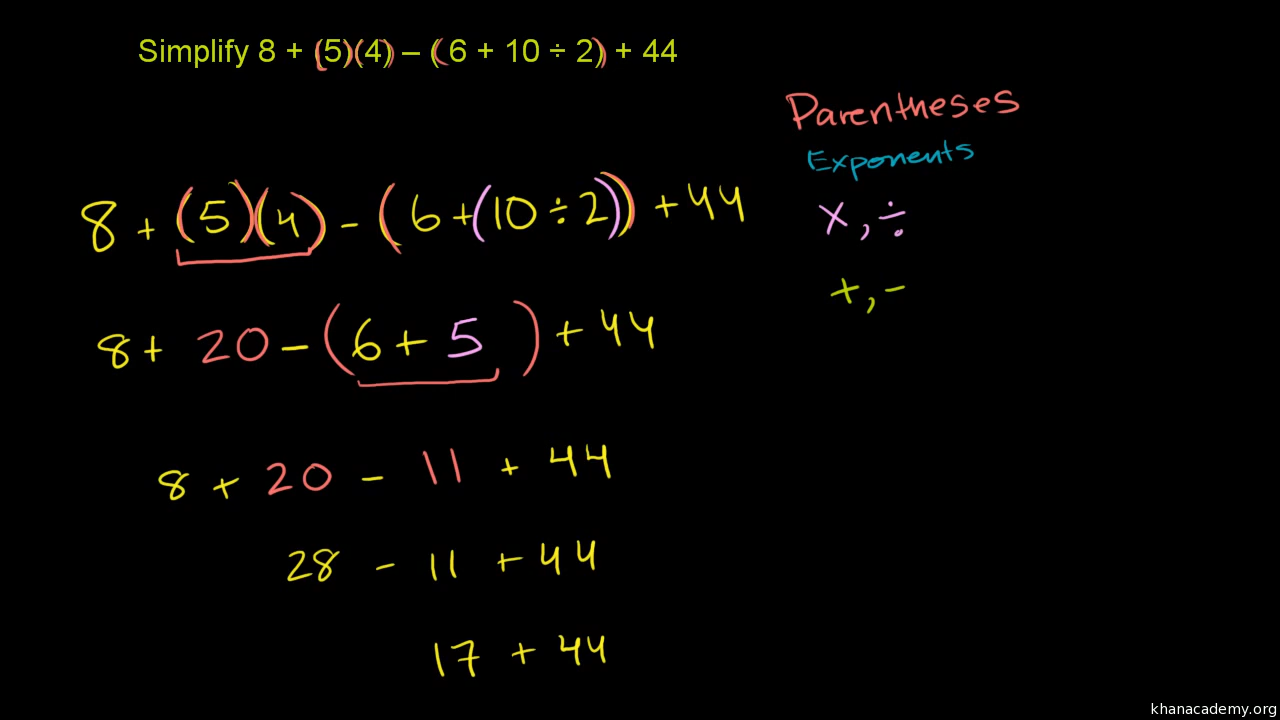 Simplify 8 + (5)(4) – (6 + 10 ÷ 2) + 44
Parentheses
Exponents
×, ÷
+, -
8 + (5)(4) - (6 + (10 ÷ 2)) + 44
8 + 20 - (6 + 5) + 44
8 + 20 - 11 + 44
28 - 11 + 44
17 + 44
khanacademy.org